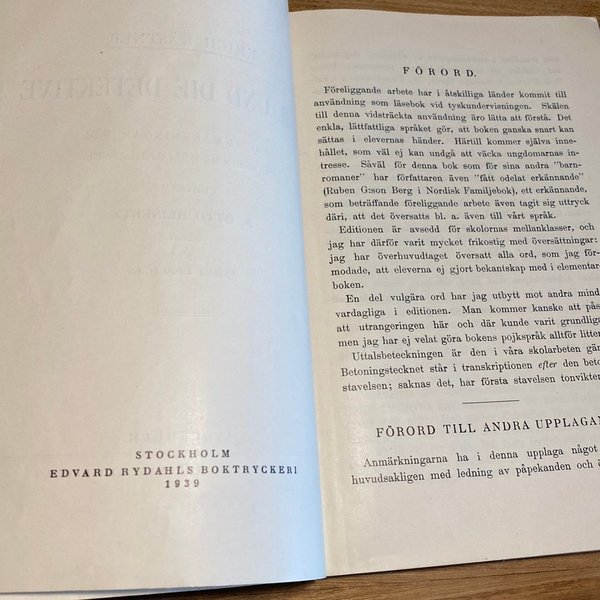 STOCKHOLM
EDVARD RYDAHLS BOKTRYCKERI
1939
FÖRORD.
Föreliggande arbete har i åtskilliga länder kommit till
användning som läsebok vid tyskundervisningen. Skälen
till denna vidsträckta användning äro lätta att förstå. Det
enkla, lättfattliga språket gör, att boken ganska snart kan
sättas i elevernas händer. Härtill kommer själva inne-
hållet, som väl ej kan undgå att väcka ungdomarnas in-
tresse. Såväl för denna bok som för sina andra "barn-
romaner" har författaren även "fått odelat erkännande"
(Ruben G:son Berg i Nordisk Familjebok), ett erkännande,
som beträffande föreliggande arbete även tagit sig uttryck
däri, att det översatts bl. a. även till vårt språk.
Editionen är avsedd för skolornas mellanklasser, och
jag har därför varit mycket frikostig med översättningar:
jag har överhuvudtaget översatt alla ord, som jag för-
modade, att eleverna ej gjort bekantskap med i elementar-
boken.
En del vulgära ord har jag utbytt mot andra mind
vardagliga i editionen. Man kommer kanske att pås
att utrangeringen här och där kunde varit grundliga
men jag har ej velat göra bokens pojkspråk alltför litter
Uttalsbeteckningen är den i våra skolarbeten gän
Betoningstecknet står i transkriptionen efter den beto
stavelsen; saknas det, har första stavelsen tonvikten
FÖRORD TILL ANDRA UPPLAGAN
Anmärkningarna ha i denna upplaga något
huvudsakligen med ledning av påpekanden och ö